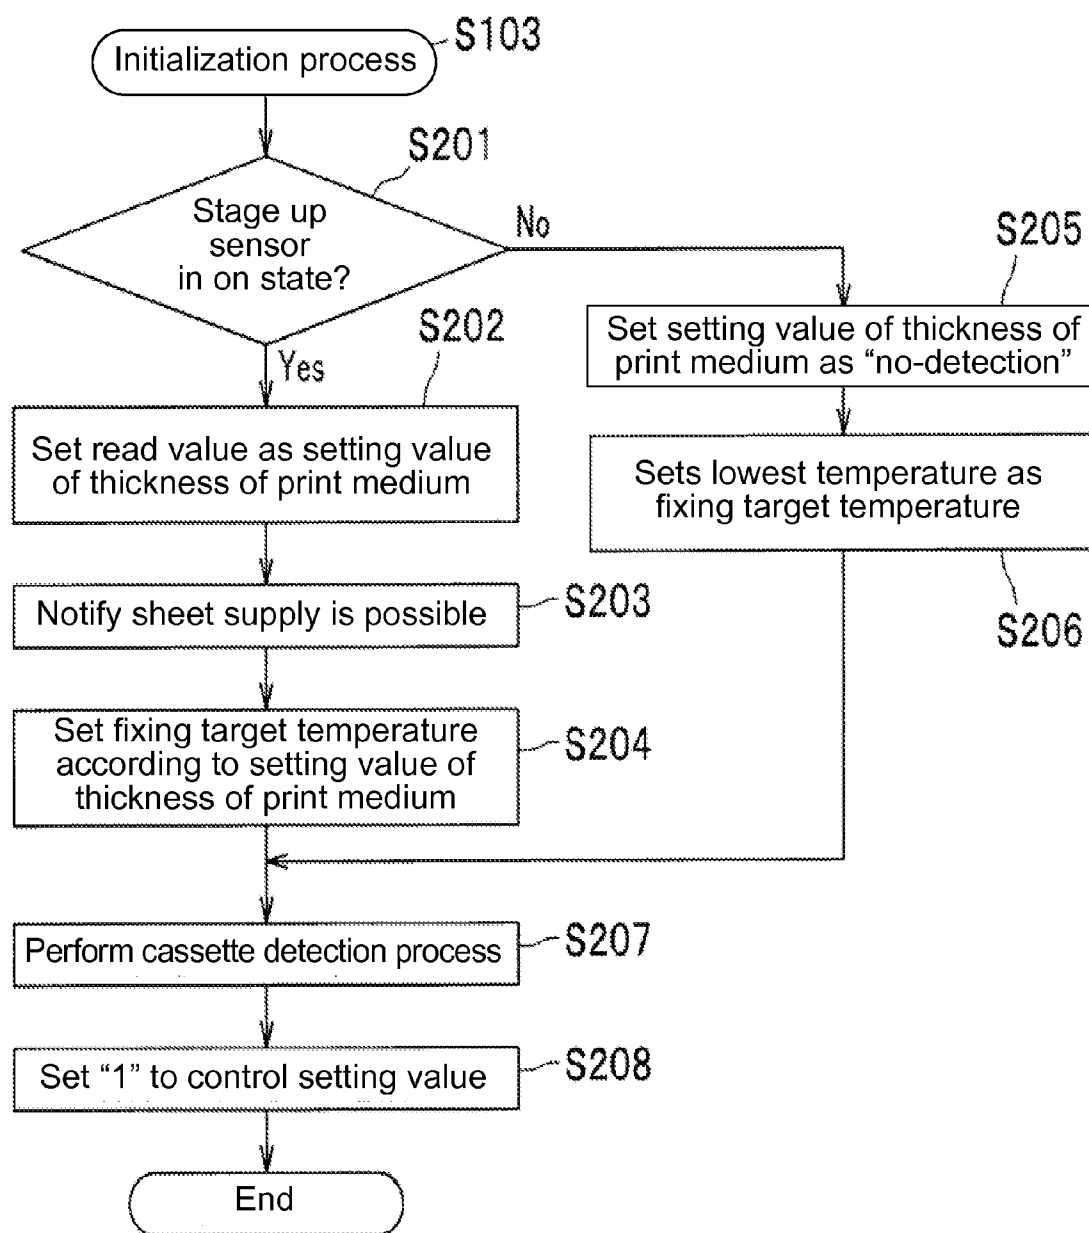 Initialization process
S103
S201
Stage up
sensor
in on state?
No
Yes
S202
Set read value as setting value
of thickness of print medium
S205
Set setting value of thickness of
print medium as “no-detection”
Sets lowest temperature as
fixing target temperature
S206
Notify sheet supply is possible
S203
Set fixing target temperature
according to setting value of
thickness of print medium
S204
Perform cassette detection process
S207
Set “1” to control setting value
S208
End